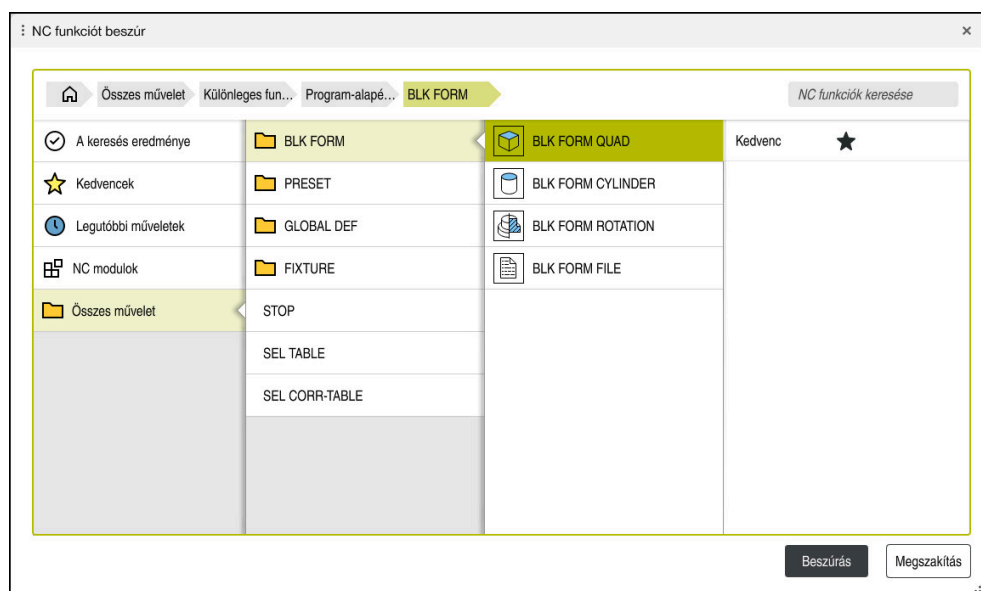 NC funkciót beszúr
Összes művelet Különleges fun... Program-alapé... BLK FORM
NC funkciók keresése
A keresés eredménye
Kedvencek
Legutóbbi műveletek
NC modulok
Összes művelet
BLK FORM
PRESET
GLOBAL DEF
FIXTURE
STOP
SEL TABLE
SEL CORR-TABLE
BLK FORM QUAD
BLK FORM CYLINDER
BLK FORM ROTATION
BLK FORM FILE
Kedvenc
Beszúrás
Megszakítás